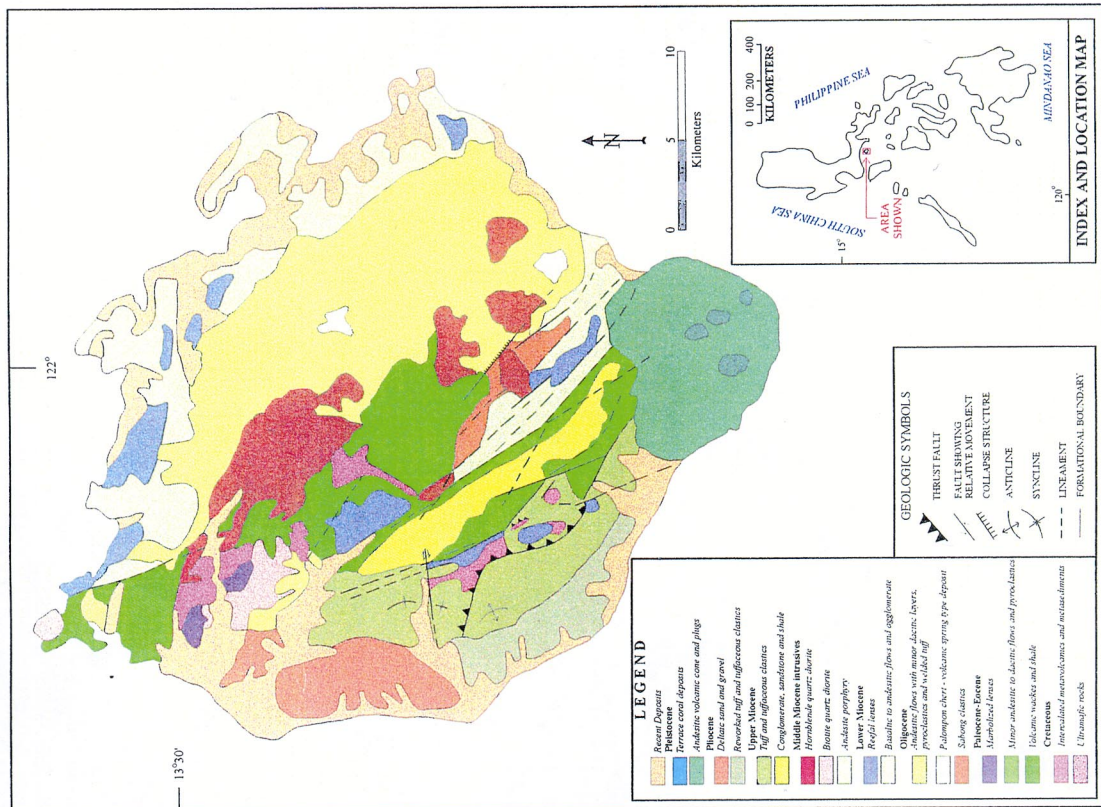 122°
13°30'
N
0 5 10
Kilometers
LEGEND
Recent Deposits
Pleistocene
Terrace coral deposits
Andesitic volcanic cone and plugs
Pliocene
Deltaic sand and gravel
Reworked tuff and tuffaceous clastics
Upper Miocene
Tuff and tuffaceous clastics
Conglomerate, sandstone and shale
Middle Miocene intrusives
Hornblende quartz diorite
Biotite quartz diorite
Andesite porphyry
Lower Miocene
Reefal lenses
Basaltic to andesitic flows and agglomerate
Oligocene
Andesitic flows with minor dacitic layers,
pyroclastics and welded tuff
Palompon chert - volcanic spring type deposit
Sabong clastics
Paleocene-Eocene
Marbolized lenses
Minor andesitic to dacitic flows and pyroclastics
Volcanic wackes and shale
Cretaceous
Intercalated metavolcanics and metasediments
Ultramafic rocks
GEOLOGIC SYMBOLS
THRUST FAULT
FAULT SHOWING
RELATIVE MOVEMENT
COLLAPSE STRUCTURE
ANTICLINE
SYNCLINE
LINEAMENT
FORMATIONAL BOUNDARY
0 100 200 400
KILOMETERS
PHILIPPINE SEA
SOUTH CHINA SEA
MINDANAO SEA
AREA
SHOWN
15°
120°
INDEX AND LOCATION MAP